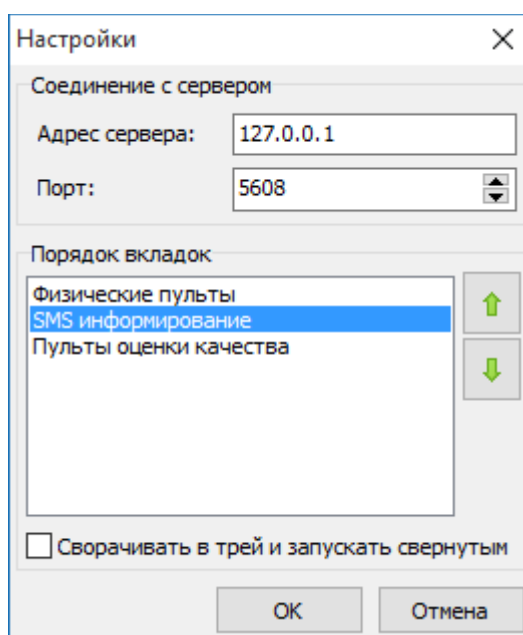 Настройки
Соединение с сервером
Адрес сервера: 127.0.0.1
Порт: 5608
Порядок вкладок
Физические пульты
SMS информирование
Пульты оценки качества
Сворачивать в трей и запускать свернутым
OK Отмена